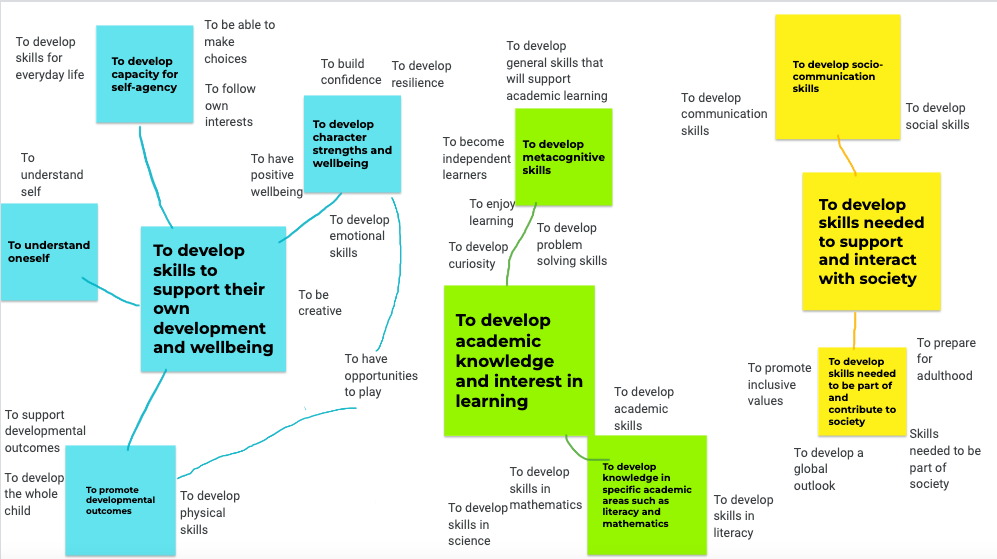 To develop
skills for
everyday life
To develop
capacity for
self-agency
To be able to
make
choices
To follow
own
interests
To
understand
self
To understand
oneself
To build
confidence
To develop
resilience
To develop
character
strengths and
wellbeing
To have
positive
wellbeing
To develop
emotional
skills
To develop
skills to
support their
own
development
and wellbeing
To be
creative
To have
opportunities
to play
To support
developmental
outcomes
To develop
the whole
child
To promote
developmental
outcomes
To develop
physical
skills
To develop
general skills that
will support
academic learning
To become
independent
learners
To develop
metacognitive
skills
To enjoy
learning
To develop
curiosity
To develop
problem
solving skills
To develop
academic
knowledge
and interest in
learning
To develop
academic
skills
To develop
skills in
mathematics
To develop
skills in
science
To develop
knowledge in
specific academic
areas such as
literacy and
mathematics
To develop
skills in
literacy
To develop socio-
communication
skills
To develop
communication
skills
To develop
social skills
To develop
skills needed
to support
and interact
with society
To promote
inclusive
values
To develop
skills needed
to be part of
and
contribute to
society
To prepare
for
adulthood
To develop a
global
outlook
Skills
needed to be
part of
society